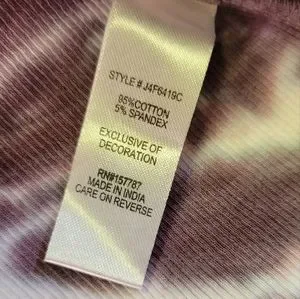 STYLE # J4F6419C
95%COTTON
5% SPANDEX
EXCLUSIVE OF
DECORATION
RN#157787
MADE IN INDIA
CARE ON REVERSE